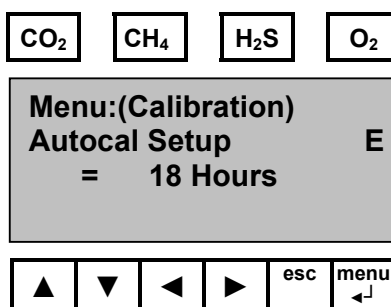 CO₂ CH₄ H₂S O₂
Menu:(Calibration)
Autocal Setup E
= 18 Hours
▲ ▼ ◄ ► esc menu
↵